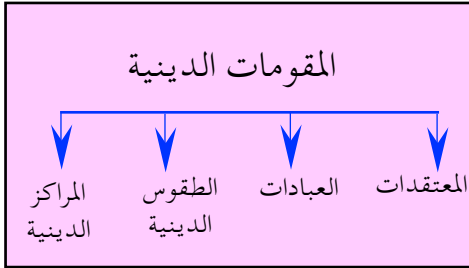 المقومات الدينية
المعتقدات
العبادات
الطقوس
الدينية
المراكز
الدينية